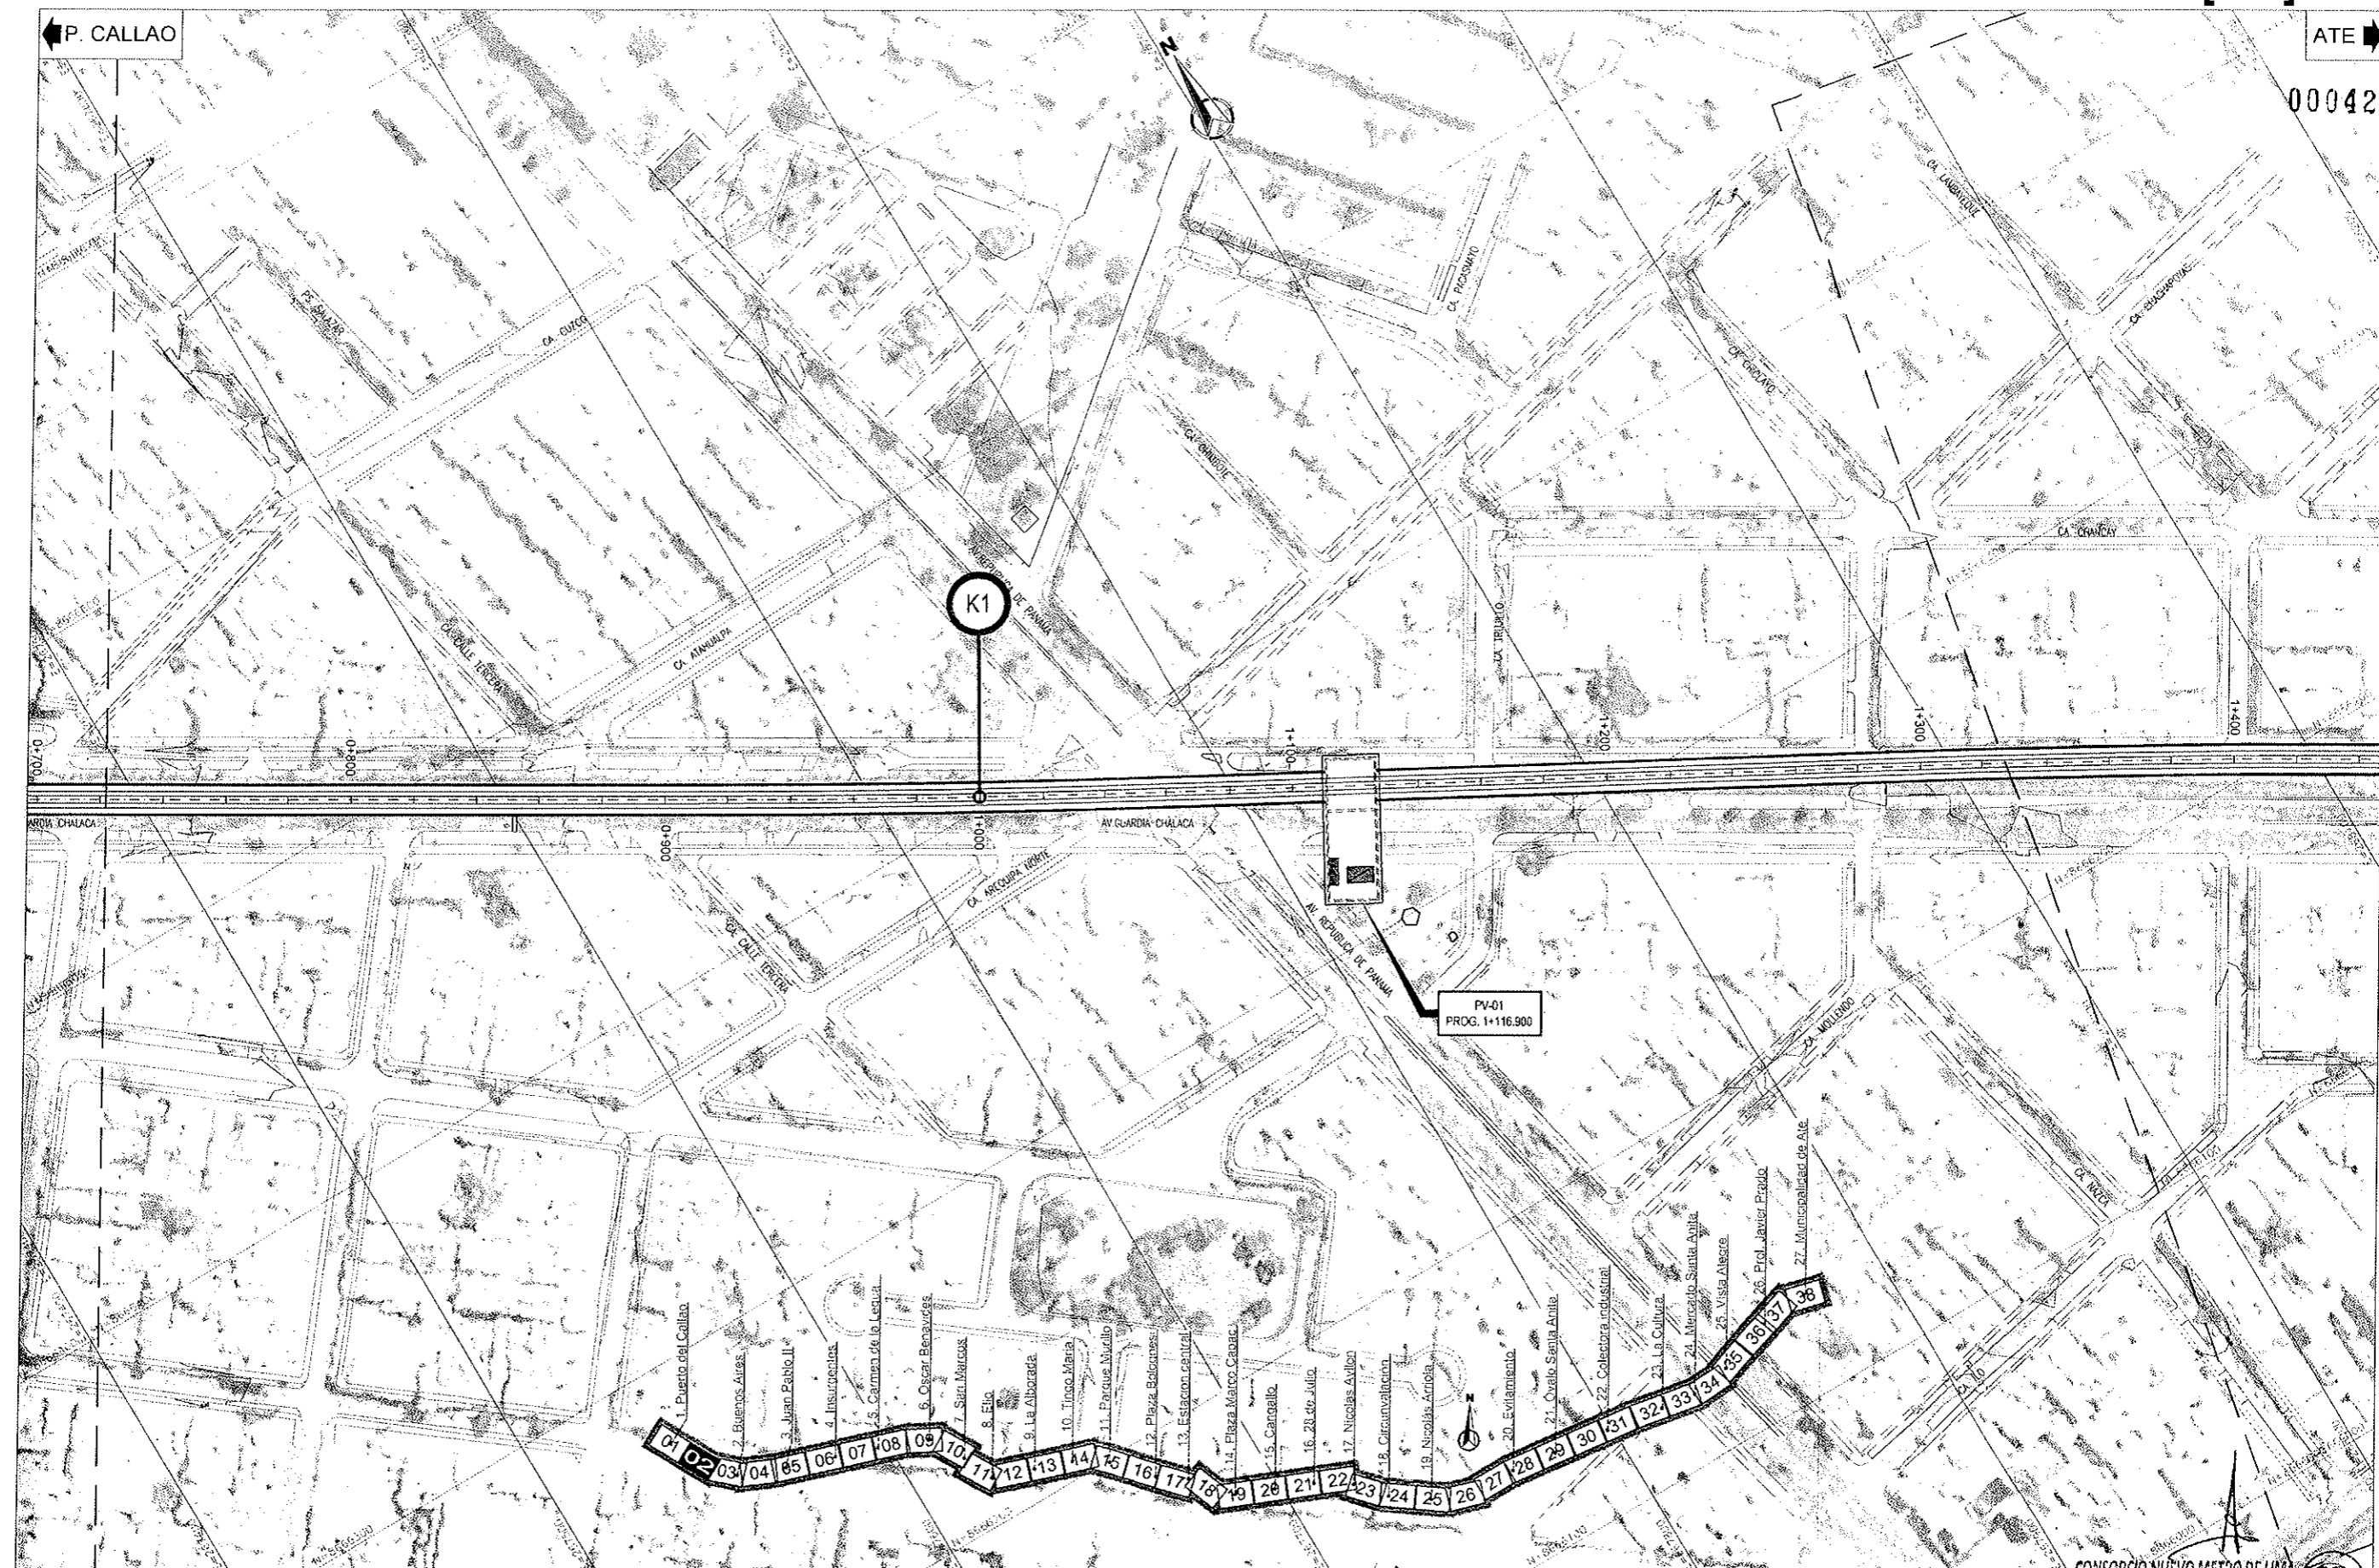 P. CALLAO
ATE
00042
N
CA. LAMBAYEQUE
CA. PACASMAYO
CA. CHACHAPOYAS
PJ. SALAZAR
CA. CUZCO
CA. CHICLAYO
CA. CHIMBOTE
CA. CHANCAY
AV. REPUBLICA DE PANAMA
K1
CA. TRUJILLO
CA. CALLE TERCERA
CA. ATAHUALPA
0+700
0+800
0+900
1+000
1+100
1+200
1+300
1+400
ARDIA CHALACA
AV. GUARDIA CHALACA
CA. AREQUIPA NORTE
CA. CALLE TERCERA
AV. REPUBLICA DE PANAMA
PV-01
PROG. 1+116.900
CA. MOLLENDO
CA. NAZCA
CA. ILO
1. Puerto del Callao
2. Buenos Aires
3. Juan Pablo II
4. Insurgentes
5. Carmen de la Legua
6. Oscar Benavides
7. San Marcos
8. Elio
9. La Alborada
10. Tingo Maria
11. Parque Murillo
12. Plaza Bolognesi
13. Estacion central
14. Plaza Manco Capac
15. Cangallo
16. 28 de Julio
17. Nicolas Ayllon
18. Circunvalación
19. Nicolás Arriola
20. Evitamiento
21. Ovalo Santa Anita
22. Colectora industrial
23. La Cultura
24. Mercado Santa Anita
25. Vista Alegre
26. Prol. Javier Prado
27. Municipalidad de Ate
N
01 02 03 04 05 06 07 08 09 10 11 12 13 14 15 16 17 18 19 20 21 22 23 24 25 26 27 28 29 30 31 32 33 34 35 36 37 38
CONSORCIO NUEVO METRO DE LIMA